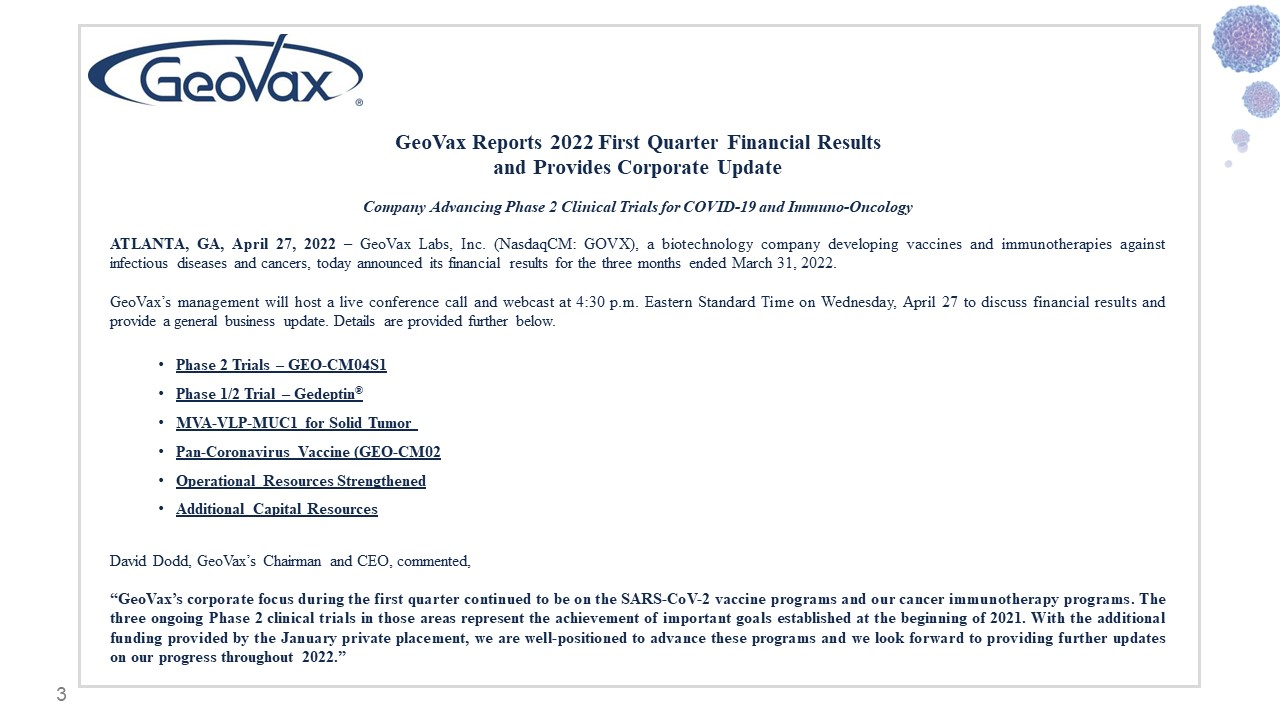 GeoVax®
GeoVax Reports 2022 First Quarter Financial Results
and Provides Corporate Update
Company Advancing Phase 2 Clinical Trials for COVID-19 and Immuno-Oncology
ATLANTA, GA, April 27, 2022 – GeoVax Labs, Inc. (NasdaqCM: GOVX), a biotechnology company developing vaccines and immunotherapies against
infectious diseases and cancers, today announced its financial results for the three months ended March 31, 2022.
GeoVax’s management will host a live conference call and webcast at 4:30 p.m. Eastern Standard Time on Wednesday, April 27 to discuss financial results and
provide a general business update. Details are provided further below.
• Phase 2 Trials – GEO-CM04S1
• Phase 1/2 Trial – Gedeptin®
• MVA-VLP-MUC1 for Solid Tumor
• Pan-Coronavirus Vaccine (GEO-CM02
• Operational Resources Strengthened
• Additional Capital Resources
David Dodd, GeoVax’s Chairman and CEO, commented,
“GeoVax’s corporate focus during the first quarter continued to be on the SARS-CoV-2 vaccine programs and our cancer immunotherapy programs. The
three ongoing Phase 2 clinical trials in those areas represent the achievement of important goals established at the beginning of 2021. With the additional
funding provided by the January private placement, we are well-positioned to advance these programs and we look forward to providing further updates
on our progress throughout 2022.”
3